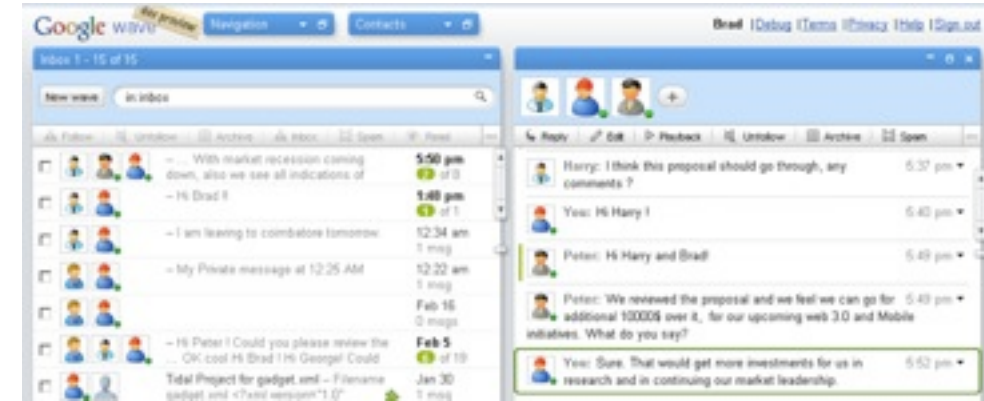 Google wave
dev preview
Navigation
Contacts
Brad | Debug | Terms | Privacy | Help | Sign out
Inbox 1 - 15 of 15
New wave
in:inbox
Follow Unfollow Archive Inbox Spam Read
– ... With market recession coming
down, also we see all indications of
5:50 pm
2 of 8
– Hi Brad !!
1:48 pm
1 of 1
– I am leaving to coimbatore tomorrow.
12:34 am
1 msg
– My Private message at 12:25 AM
12:22 am
1 msg
Feb 16
0 msgs
– Hi Peter ! Could you please review the
... OK cool Hi Brad ! Hi George! Could
Feb 5
of 19
Tidal Project for gadget.xml – Filename
gadget.xml <?xml version="1.0"
Jan 30
1 msg
Reply Edit Playback Unfollow Archive Spam
Harry: I think this proposal should go through, any
comments ?
5:37 pm
You: Hi Harry !
5:40 pm
Peter: Hi Harry and Brad!
5:49 pm
Peter: We reviewed the proposal and we feel we can go for
additional 10000$ over it, for our upcoming web 3.0 and Mobile
initiatives. What do you say?
5:49 pm
You: Sure. That would get more investments for us in
research and in continuing our market leadership.
5:52 pm